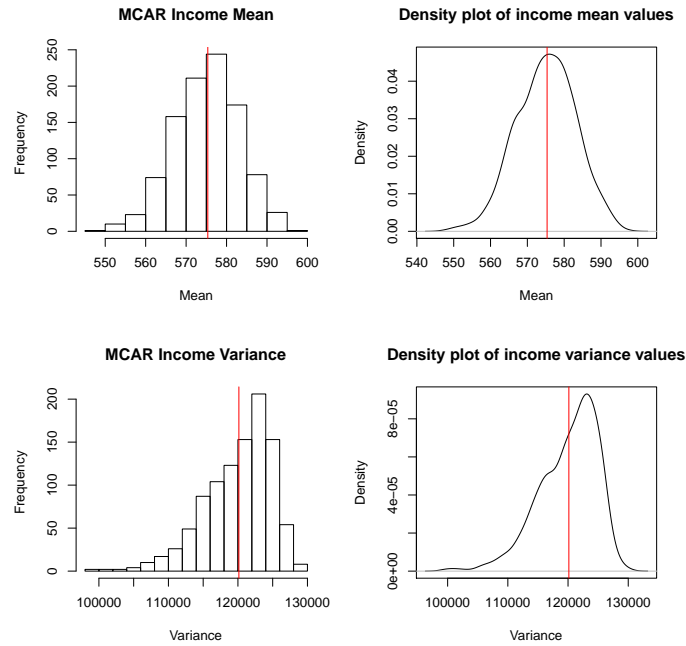 MCAR Income Mean
Frequency
0
50
100
150
200
250
550 560 570 580 590 600
Mean
Density plot of income mean values
Density
0.00
0.01
0.02
0.04
540 550 560 570 580 590 600
Mean
MCAR Income Variance
Frequency
0
50
100
150
200
100000 110000 120000 130000
Variance
Density plot of income variance values
Density
0e+00
4e-05
8e-05
100000 110000 120000 130000
Variance